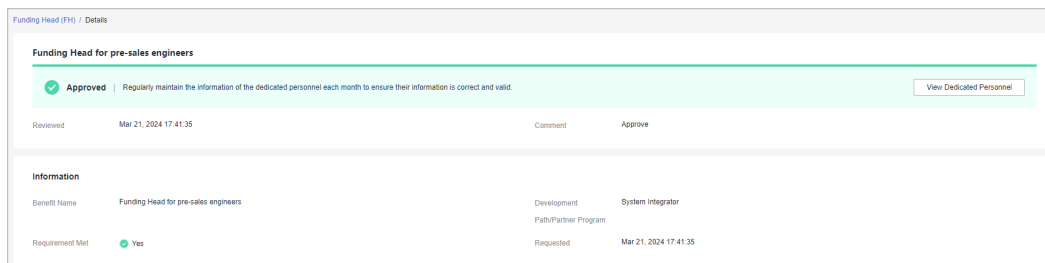 Funding Head (FH) / Details
Funding Head for pre-sales engineers
Approved | Regularly maintain the information of the dedicated personnel each month to ensure their information is correct and valid. View Dedicated Personnel
Reviewed Mar 21, 2024 17:41:35 Comment Approve
Information
Benefit Name Funding Head for pre-sales engineers Development System Integrator
Path/Partner Program
Requirement Met Yes Requested Mar 21, 2024 17:41:35